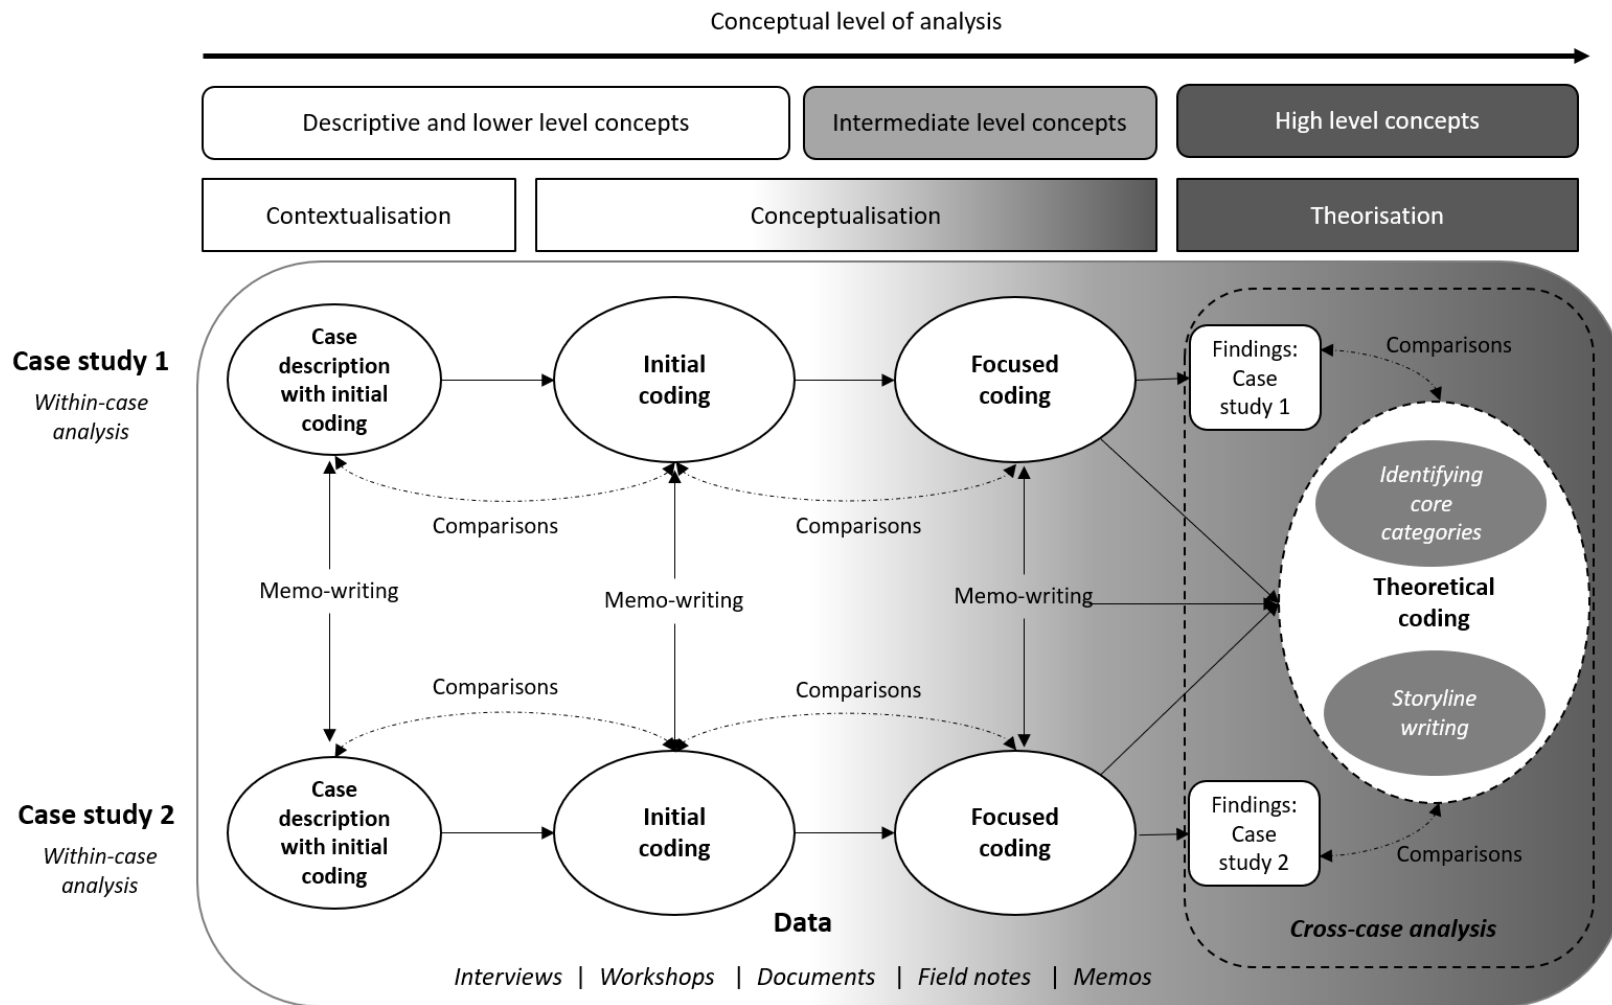 Conceptual level of analysis
Descriptive and lower level concepts
Intermediate level concepts
High level concepts
Contextualisation
Conceptualisation
Theorisation
Case study 1
Within-case
analysis
Case
description
with initial
coding
Initial
coding
Focused
coding
Findings:
Case
study 1
Comparisons
Comparisons
Comparisons
Identifying
core
categories
Memo-writing
Memo-writing
Memo-writing
Theoretical
coding
Comparisons
Comparisons
Storyline
writing
Case study 2
Within-case
analysis
Case
description
with initial
coding
Initial
coding
Focused
coding
Findings:
Case
study 2
Comparisons
Data
Cross-case analysis
Interviews | Workshops | Documents | Field notes | Memos